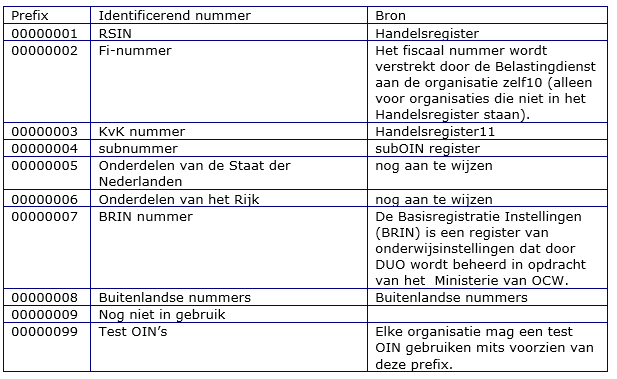 Prefix Identificerend nummer Bron
00000001 RSIN Handelsregister
00000002 Fi-nummer Het fiscaal nummer wordt
verstrekt door de Belastingdienst
aan de organisatie zelf10 (alleen
voor organisaties die niet in het
Handelsregister staan).
00000003 KvK nummer Handelsregister11
00000004 subnummer subOIN register
00000005 Onderdelen van de Staat der nog aan te wijzen
Nederlanden
00000006 Onderdelen van het Rijk nog aan te wijzen
00000007 BRIN nummer De Basisregistratie Instellingen
(BRIN) is een register van
onderwijsinstellingen dat door
DUO wordt beheerd in opdracht
van het  Ministerie van OCW.
00000008 Buitenlandse nummers Buitenlandse nummers
00000009 Nog niet in gebruik
00000099 Test OIN’s Elke organisatie mag een test
OIN gebruiken mits voorzien van
deze prefix.